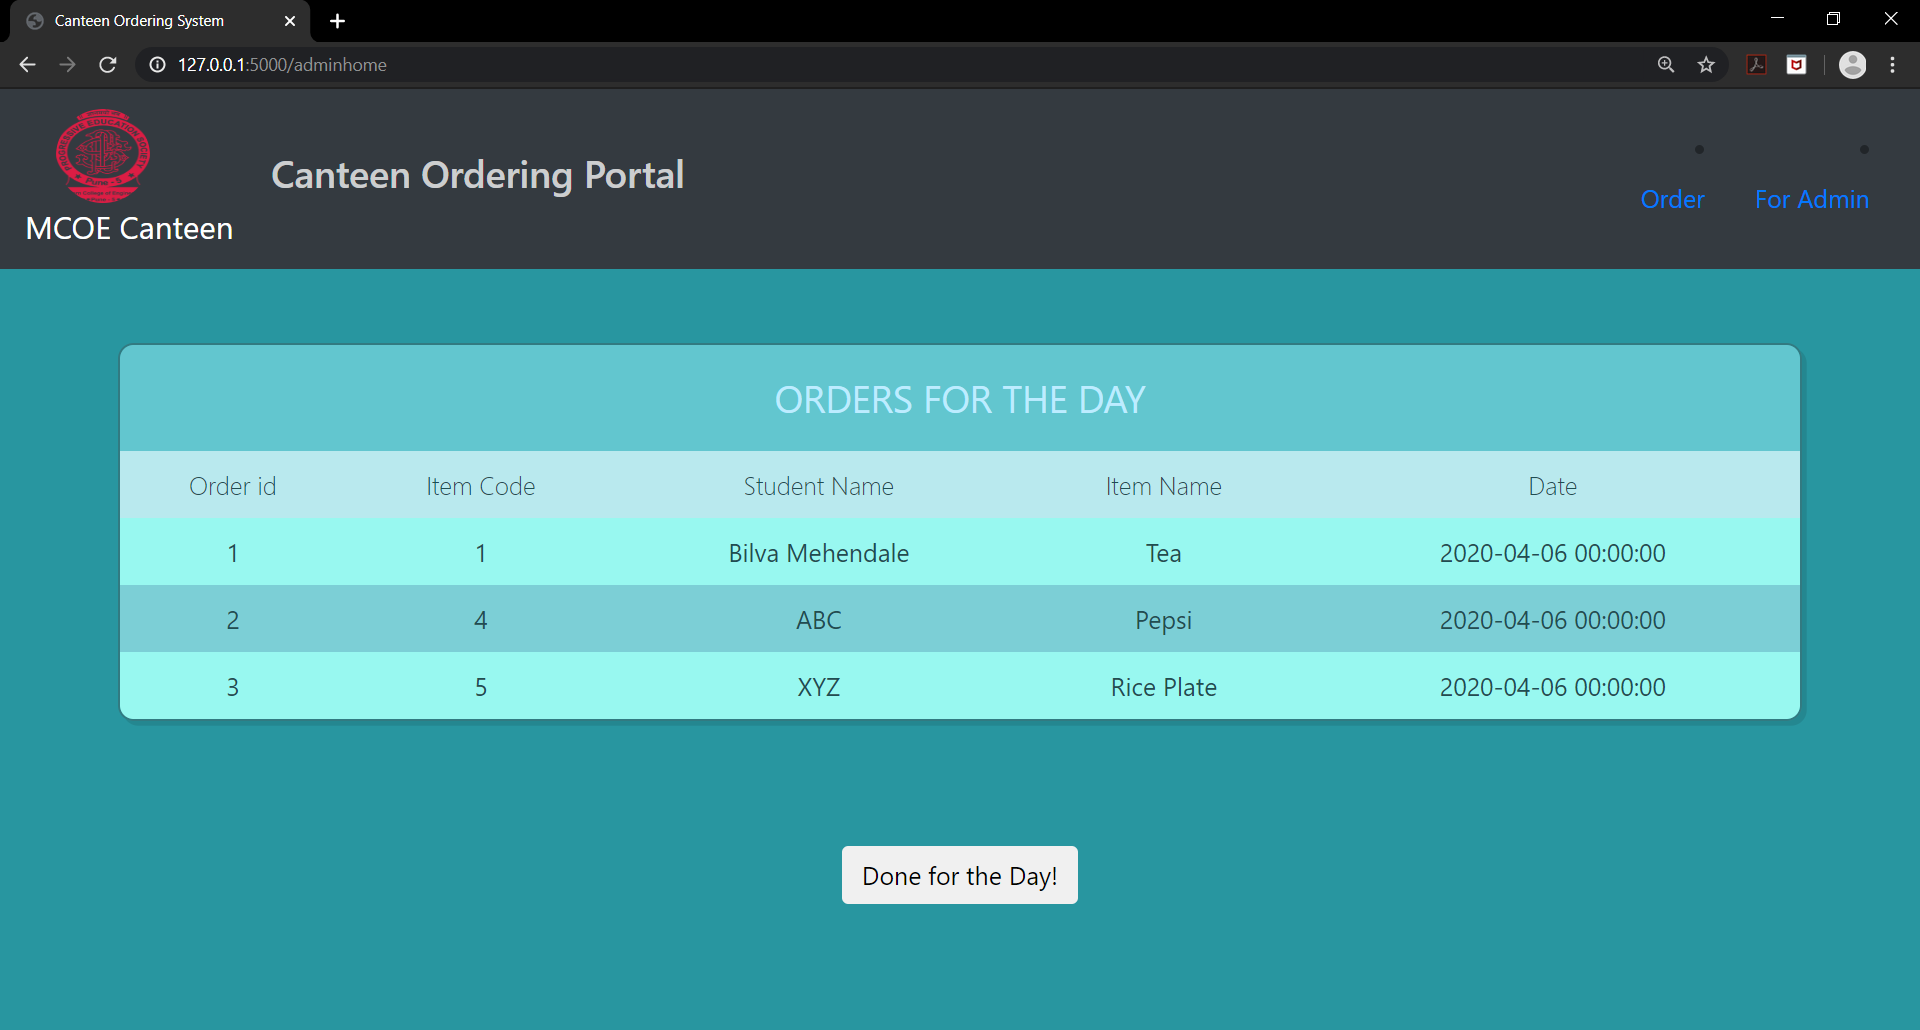 Canteen Ordering System
127.0.0.1:5000/adminhome
PROGRESSIVE EDUCATION SOCIETY
Canteen Ordering Portal
Order For Admin
MCOE Canteen
ORDERS FOR THE DAY
Order id Item Code Student Name Item Name Date
1 1 Bilva Mehendale Tea 2020-04-06 00:00:00
2 4 ABC Pepsi 2020-04-06 00:00:00
3 5 XYZ Rice Plate 2020-04-06 00:00:00
Done for the Day!